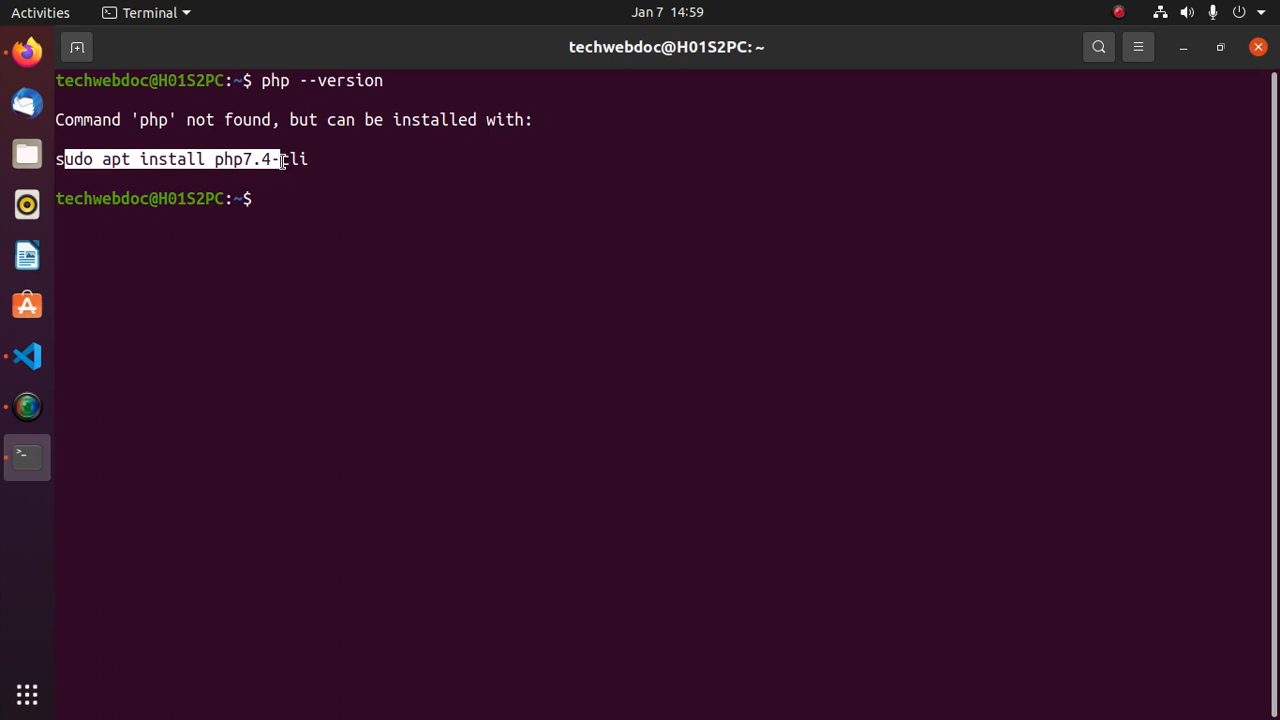 Activities Terminal Jan 7 14:59
techwebdoc@H01S2PC: ~
techwebdoc@H01S2PC:~$ php --version
Command 'php' not found, but can be installed with:
sudo apt install php7.4-cli
techwebdoc@H01S2PC:~$